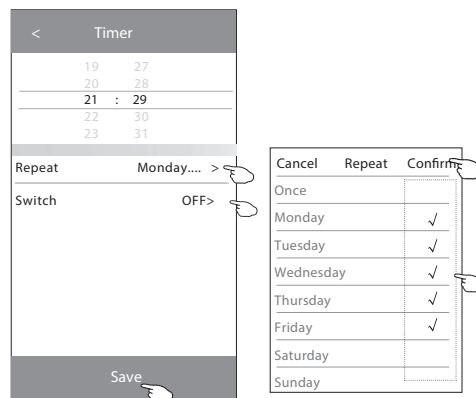 < Timer
19 27
20 28
21 : 29
22 30
23 31
Repeat Monday.... >
Switch OFF>
Save
Cancel Repeat Confirm
Once
Monday √
Tuesday √
Wednesday √
Thursday √
Friday √
Saturday
Sunday